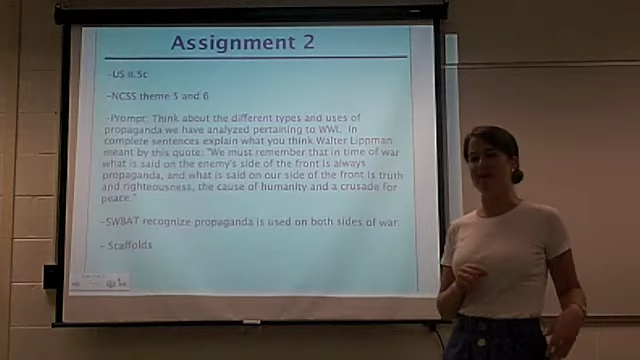 Assignment 2
-US II.5c
-NCSS theme 5 and 6
-Prompt: Think about the different types and uses of
propaganda we have analyzed pertaining to WWI. In
complete sentences explain what you think Walter Lippman
meant by this quote: "We must remember that in time of war
what is said on the enemy's side of the front is always
propaganda, and what is said on our side of the front is truth
and righteousness, the cause of humanity and a crusade for
peace."
-SWBAT recognize propaganda is used on both sides of war.
- Scaffolds